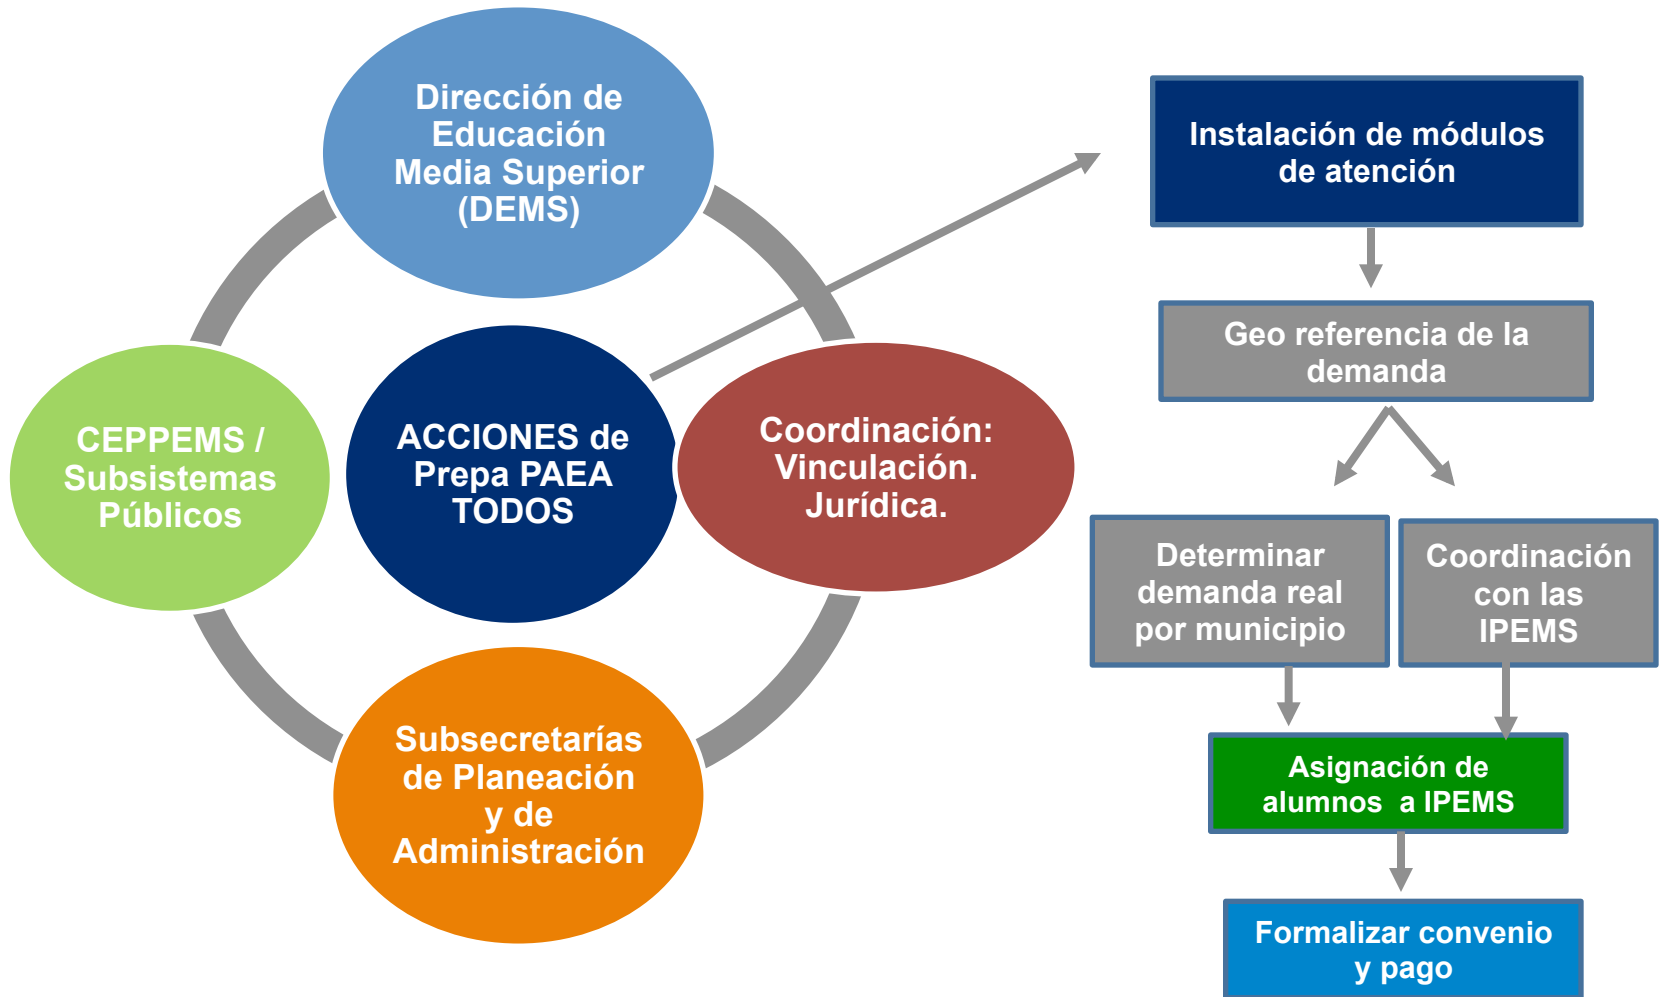 Dirección de
Educación
Media Superior
(DEMS)
CEPPEMS /
Subsistemas
Públicos
ACCIONES de
Prepa PAEA
TODOS
Coordinación:
Vinculación.
Jurídica.
Subsecretarías
de Planeación
y de
Administración
Instalación de módulos
de atención
Geo referencia de la
demanda
Determinar
demanda real
por municipio
Coordinación
con las
IPEMS
Asignación de
alumnos a IPEMS
Formalizar convenio
y pago